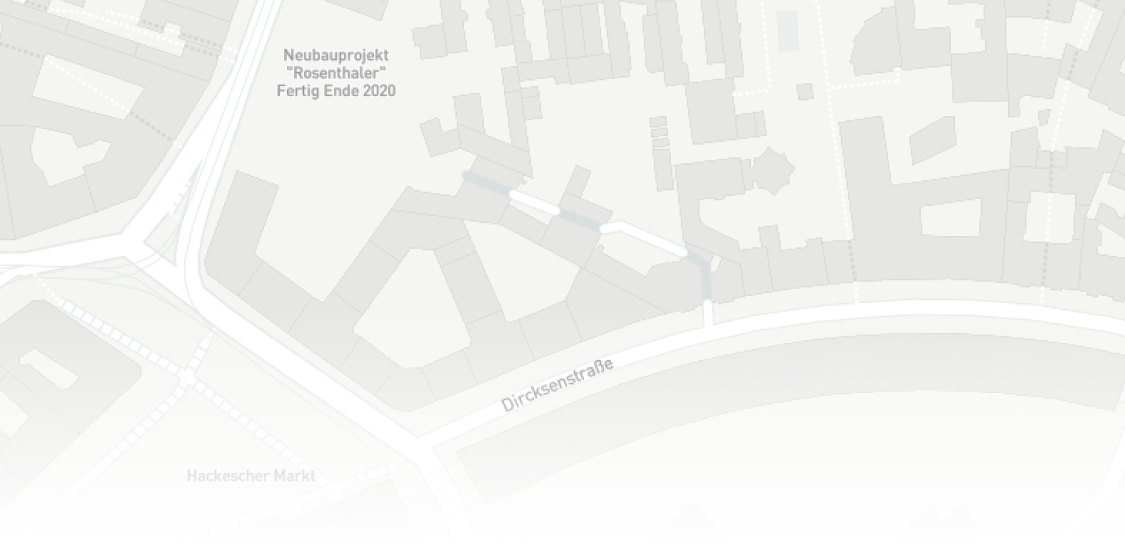 Neubauprojekt
"Rosenthaler"
Fertig Ende 2020
Dircksenstraße
Hackescher Markt